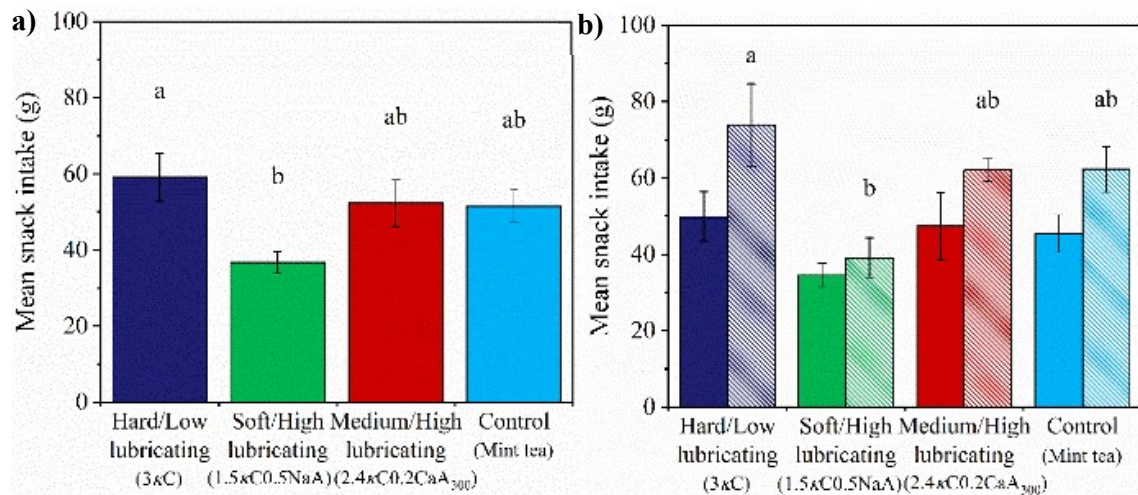 a)
Mean snack intake (g)
100
80
60
40
20
0
a
b
ab
ab
Hard/Low Soft/High Medium/High Control
lubricating lubricating lubricating (Mint tea)
(3κC) (1.5κC0.5NaA) (2.4κC0.2CaA₃₀₀)
b)
Mean snack intake (g)
100
80
60
40
20
0
a
b
ab
ab
Hard/Low Soft/High Medium/High Control
lubricating lubricating lubricating (Mint tea)
(3κC) (1.5κC0.5NaA) (2.4κC0.2CaA₃₀₀)